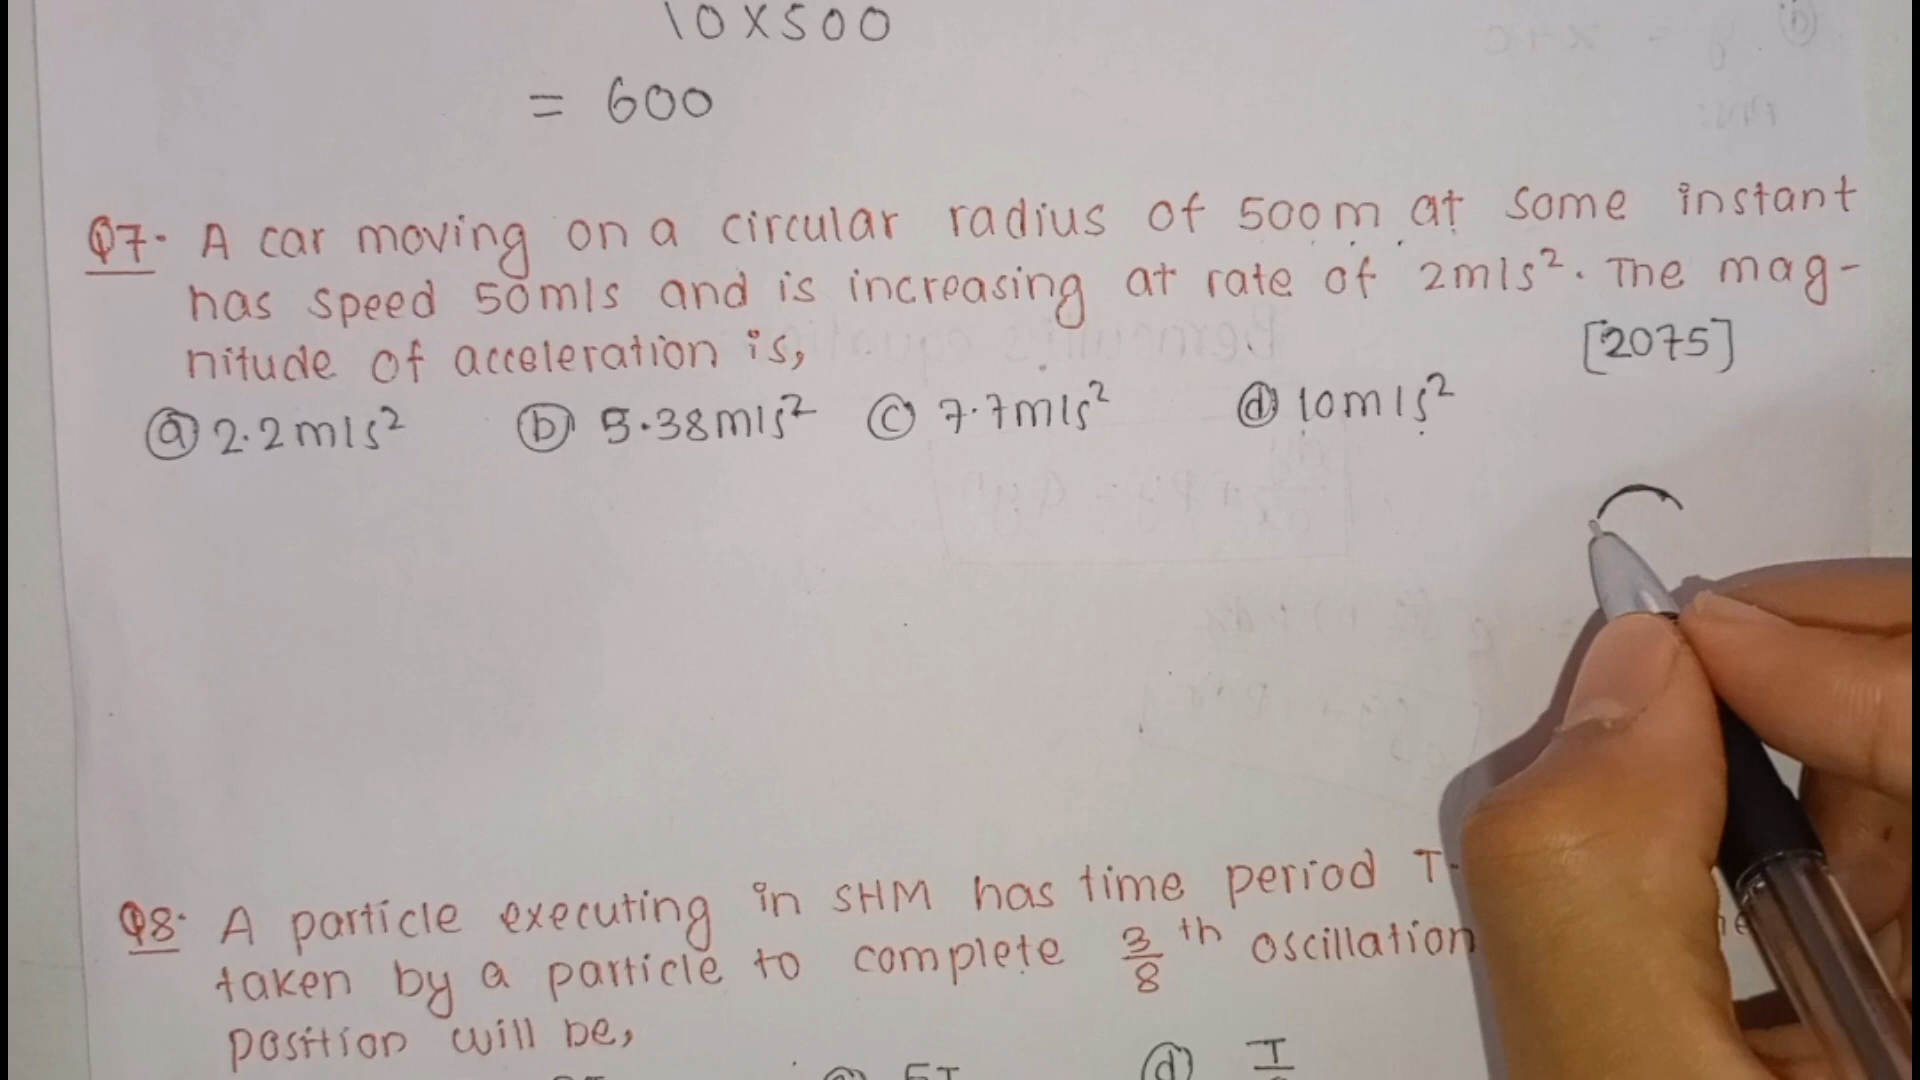 10 X 500
= 600
Q7. A car moving on a circular radius of 500m at some instant
has speed 50m/s and is increasing at rate of 2m/s². The mag-
nitude of acceleration is,
[2075]
(a) 2.2m/s² (b) 5.38m/s² (c) 7.7m/s² (d) 10m/s²
Q8. A particle executing in SHM has time period T.
taken by a particle to complete 3/8 th oscillation
position will be,